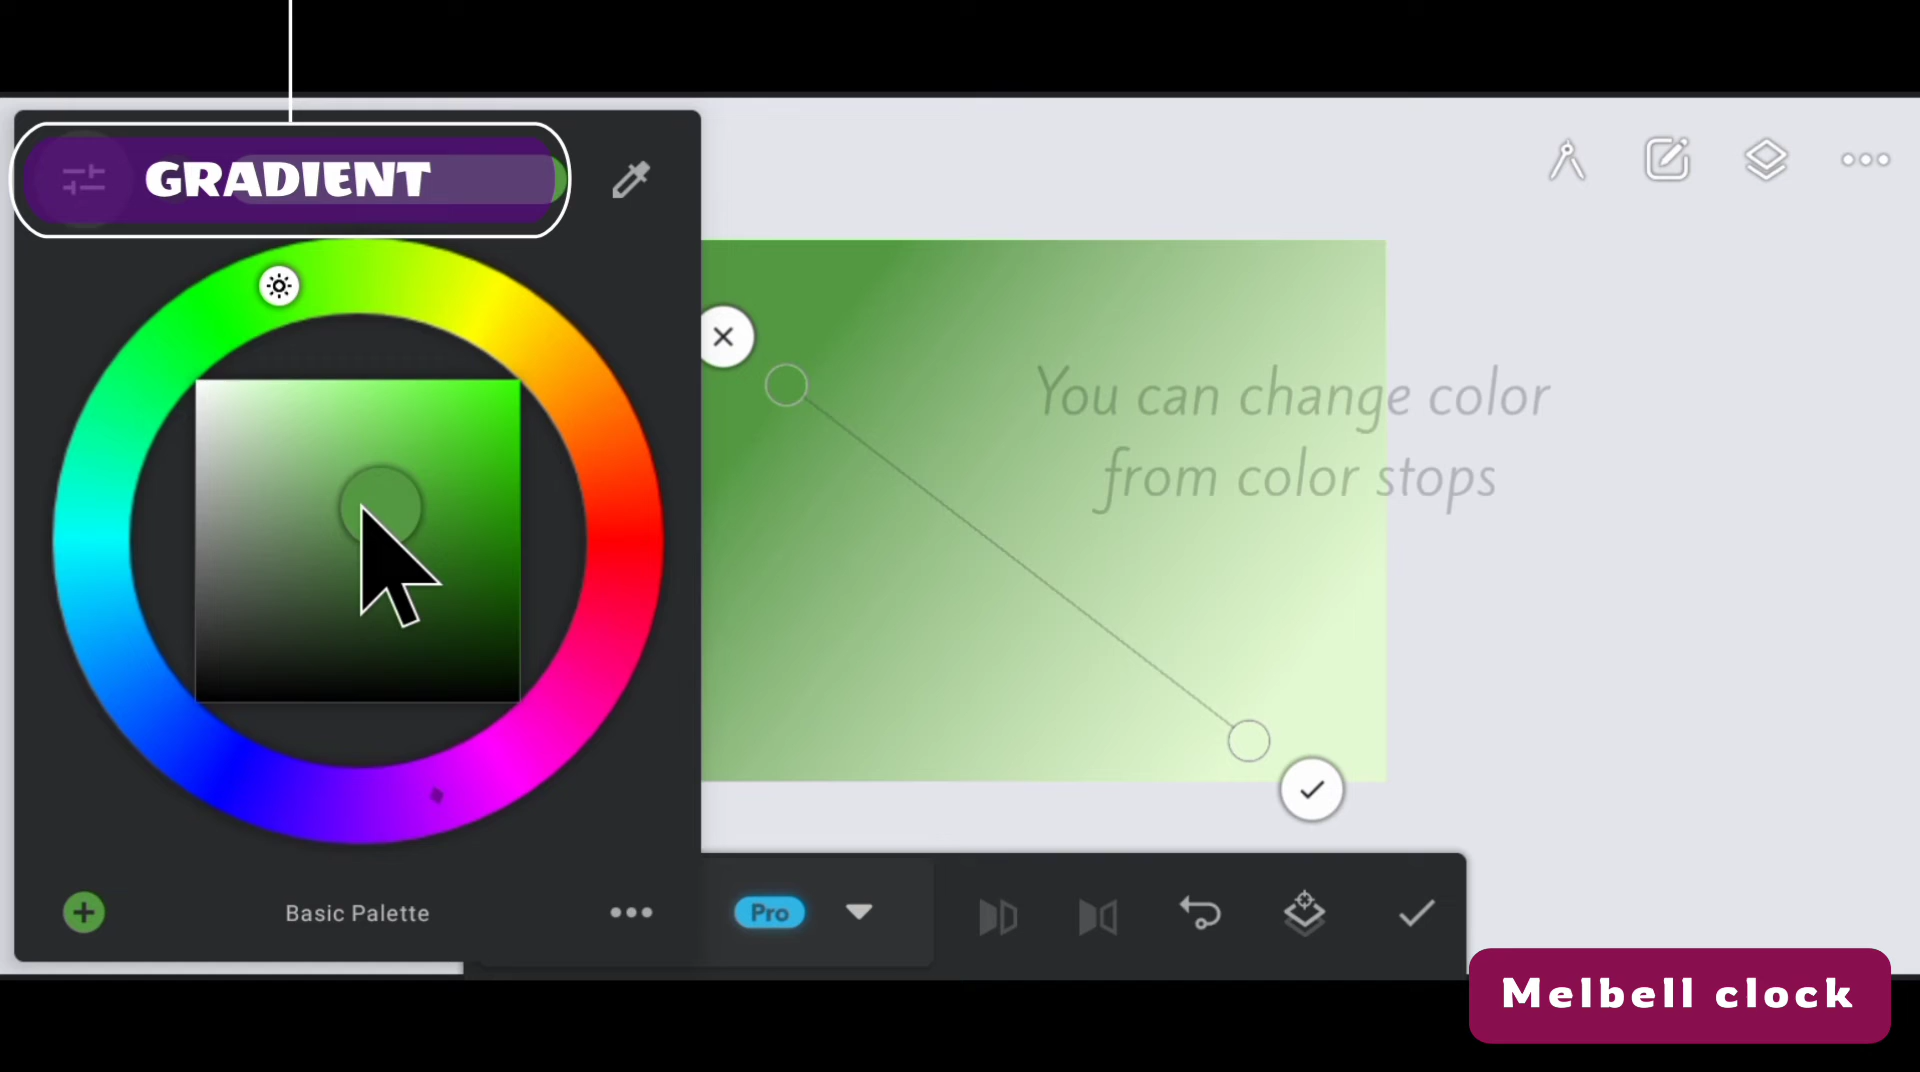 GRADIENT
You can change color
from color stops
Basic Palette
Pro
Melbell clock